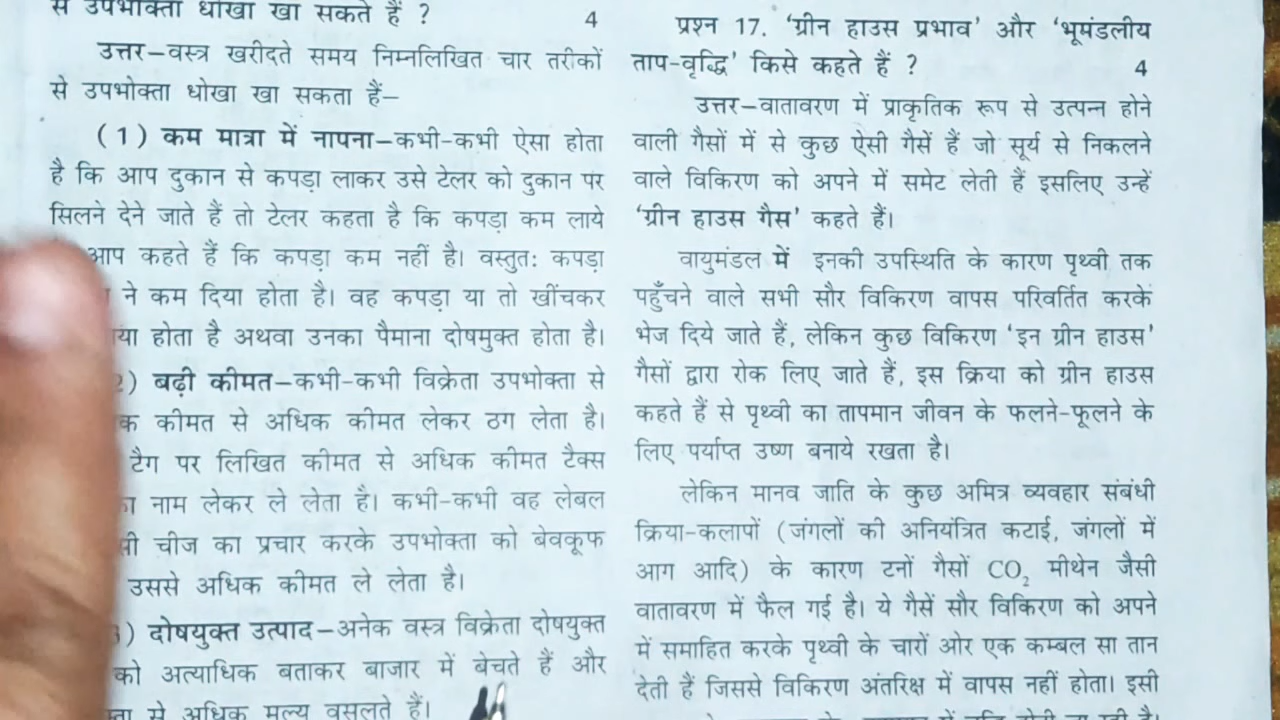 से उपभोक्ता धोखा खा सकते हैं ? 4
उत्तर–वस्त्र खरीदते समय निम्नलिखित चार तरीकों
से उपभोक्ता धोखा खा सकता हैं–
(1) कम मात्रा में नापना–कभी-कभी ऐसा होता
है कि आप दुकान से कपड़ा लाकर उसे टेलर को दुकान पर
सिलने देने जाते हैं तो टेलर कहता है कि कपड़ा कम लाये
आप कहते हैं कि कपड़ा कम नहीं है। वस्तुतः कपड़ा
ने कम दिया होता है। वह कपड़ा या तो खींचकर
होता है अथवा उनका पैमाना दोषमुक्त होता है।
) बढ़ी कीमत–कभी-कभी विक्रेता उपभोक्ता से
कीमत से अधिक कीमत लेकर ठग लेता है।
टैग पर लिखित कीमत से अधिक कीमत टैक्स
नाम लेकर ले लेता है। कभी-कभी वह लेबल
चीज का प्रचार करके उपभोक्ता को बेवकूफ
उससे अधिक कीमत ले लेता है।
) दोषयुक्त उत्पाद–अनेक वस्त्र विक्रेता दोषयुक्त
को अत्याधिक बताकर बाजार में बेचते हैं और
से अधिक मूल्य वसूलते हैं।
प्रश्न 17. ‘ग्रीन हाउस प्रभाव’ और ‘भूमंडलीय
ताप-वृद्धि’ किसे कहते हैं ? 4
उत्तर–वातावरण में प्राकृतिक रूप से उत्पन्न होने
वाली गैसों में से कुछ ऐसी गैसें हैं जो सूर्य से निकलने
वाले विकिरण को अपने में समेट लेती हैं इसलिए उन्हें
‘ग्रीन हाउस गैस’ कहते हैं।
वायुमंडल में इनकी उपस्थिति के कारण पृथ्वी तक
पहुँचने वाले सभी सौर विकिरण वापस परिवर्तित करके
भेज दिये जाते हैं, लेकिन कुछ विकिरण ‘इन ग्रीन हाउस’
गैसों द्वारा रोक लिए जाते हैं, इस क्रिया को ग्रीन हाउस
कहते हैं से पृथ्वी का तापमान जीवन के फलने-फूलने के
लिए पर्याप्त उष्ण बनाये रखता है।
लेकिन मानव जाति के कुछ अमित्र व्यवहार संबंधी
क्रिया-कलापों (जंगलों की अनियंत्रित कटाई, जंगलों में
आग आदि) के कारण टनों गैसों CO₂ मीथेन जैसी
वातावरण में फैल गई है। ये गैसें सौर विकिरण को अपने
में समाहित करके पृथ्वी के चारों ओर एक कम्बल सा तान
देती हैं जिससे विकिरण अंतरिक्ष में वापस नहीं होता। इसी